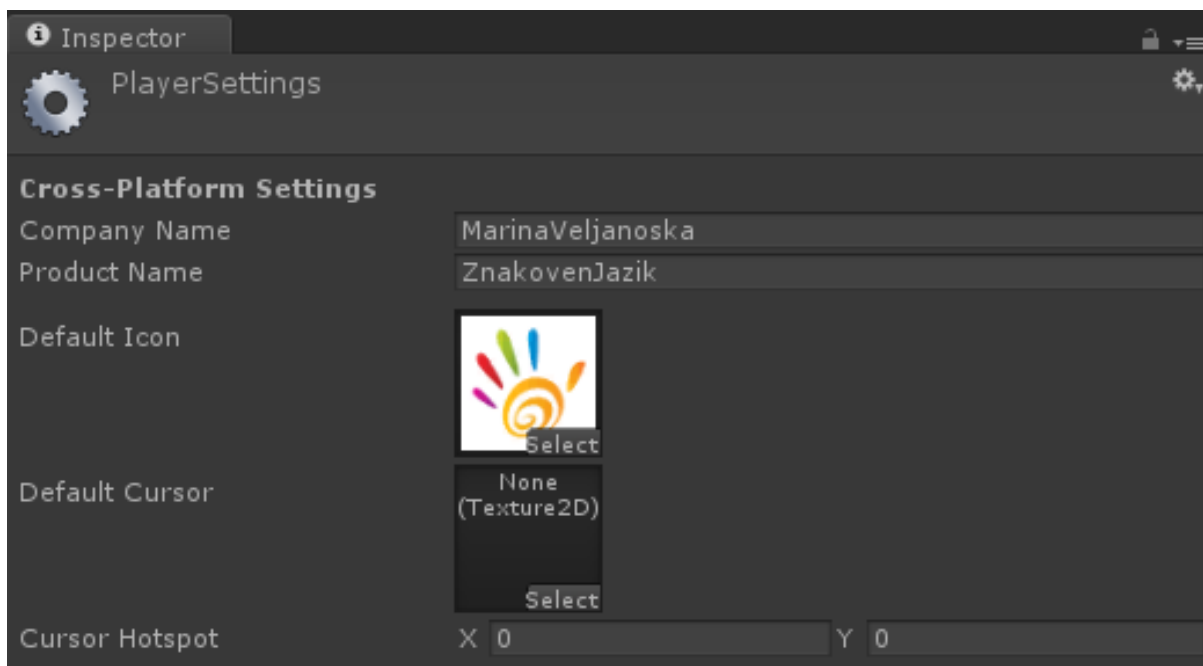 Inspector
PlayerSettings
Cross-Platform Settings
Company Name MarinaVeljanoska
Product Name ZnakovenJazik
Default Icon
Select
Default Cursor
None
(Texture2D)
Select
Cursor Hotspot X 0 Y 0